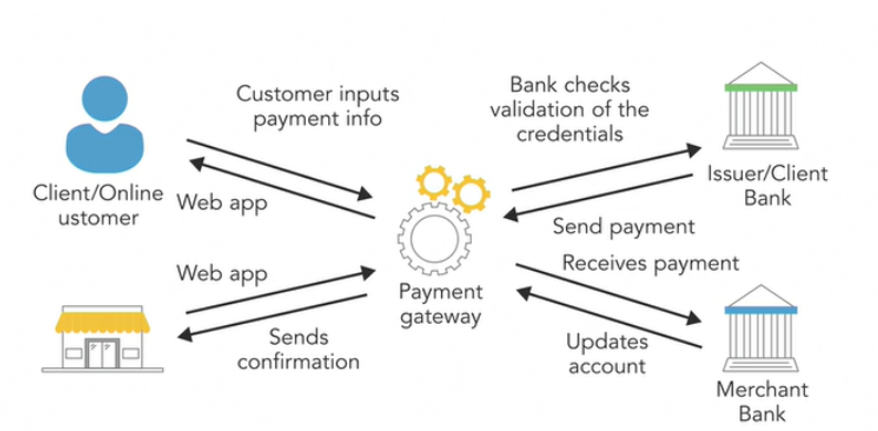 Customer inputs
payment info
Bank checks
validation of the
credentials
Client/Online
ustomer
Web app
Issuer/Client
Bank
Send payment
Web app
Receives payment
Payment
gateway
Sends
confirmation
Updates
account
Merchant
Bank